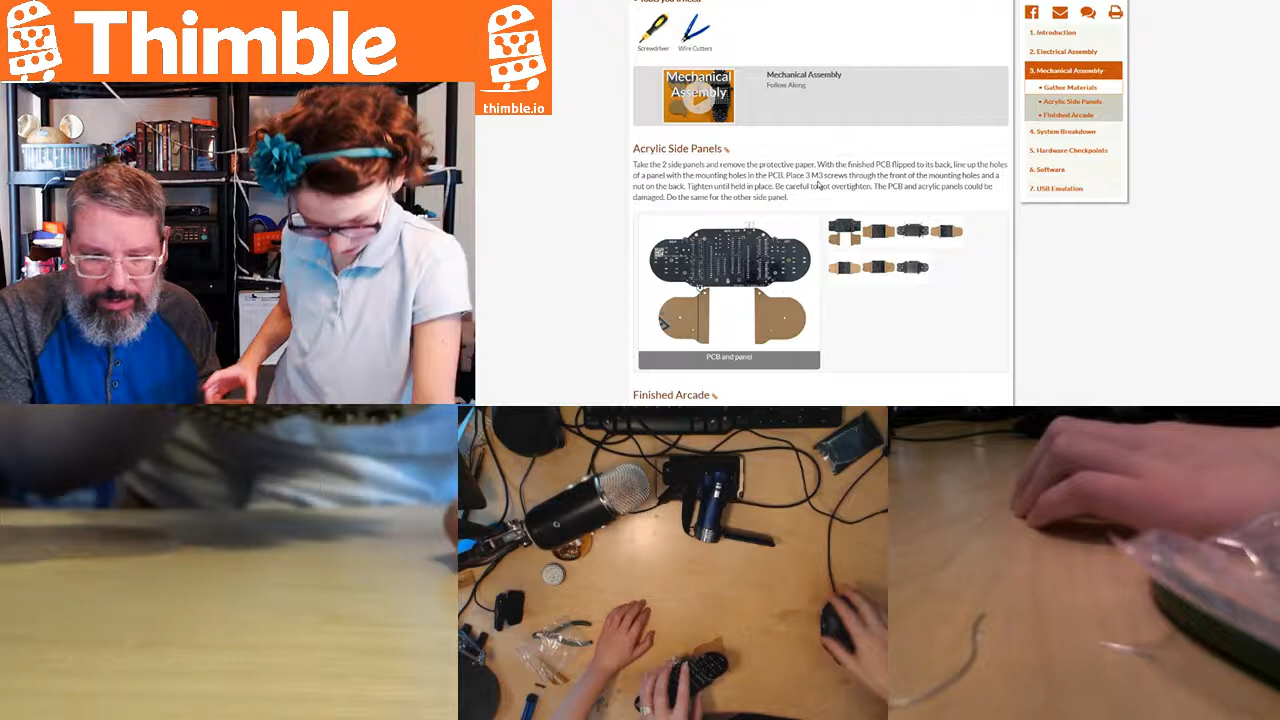 Thimble
thimble.io
Tools you'll need
Screwdriver
Wire Cutters
Mechanical Assembly
Mechanical Assembly
Follow Along
Acrylic Side Panels
Take the 2 side panels and remove the protective paper. With the finished PCB flipped to its back, line up the holes
of a panel with the mounting holes in the PCB. Place 3 M3 screws through the front of the mounting holes and a
nut on the back. Tighten until held in place. Be careful to not overtighten. The PCB and acrylic panels could be
damaged. Do the same for the other side panel.
PCB and panel
Finished Arcade
1. Introduction
2. Electrical Assembly
3. Mechanical Assembly
• Gather Materials
• Acrylic Side Panels
• Finished Arcade
4. System Breakdown
5. Hardware Checkpoints
6. Software
7. USB Emulation